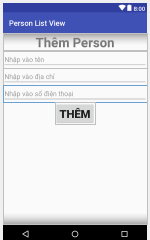 8:00
Person List View
Thêm Person
Nhập vào tên
Nhập vào địa chỉ
Nhập vào số điện thoại
THÊM